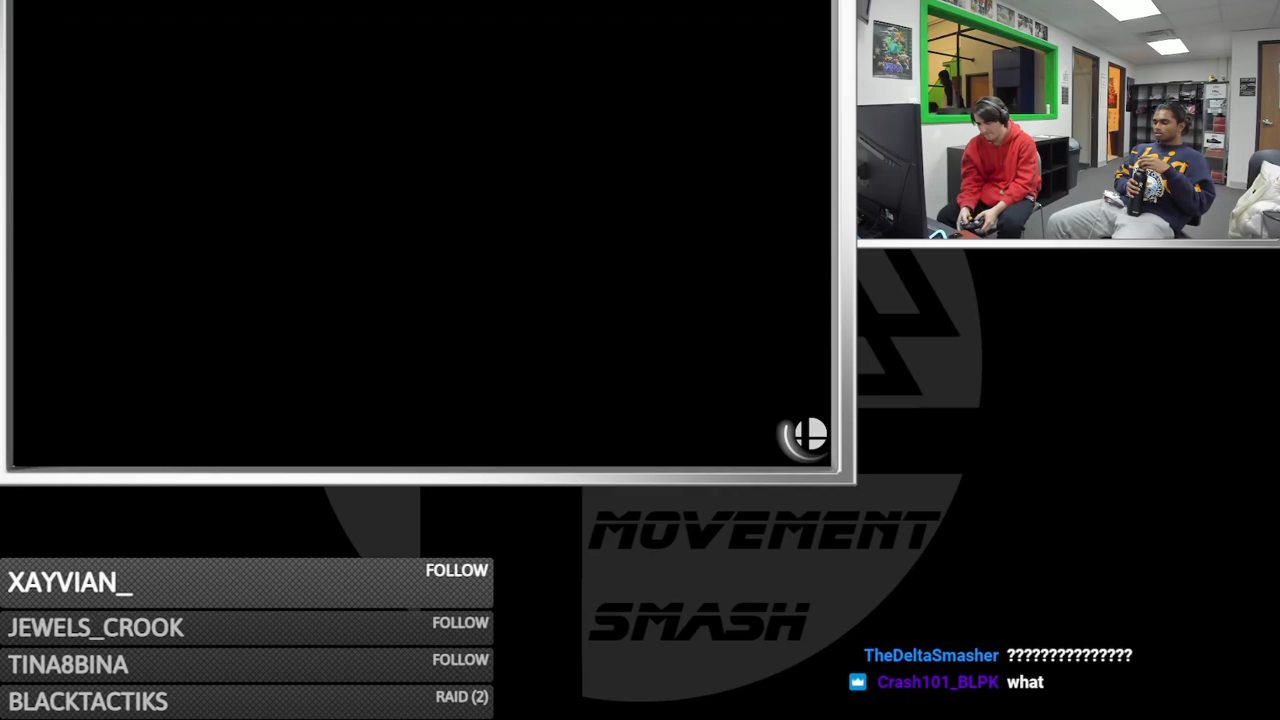 MOVEMENT
SMASH
XAYVIAN_ FOLLOW
JEWELS_CROOK FOLLOW
TINA8BINA FOLLOW
BLACKTACTIKS RAID (2)
TheDeltaSmasher ???????????????
Crash101_BLPK what